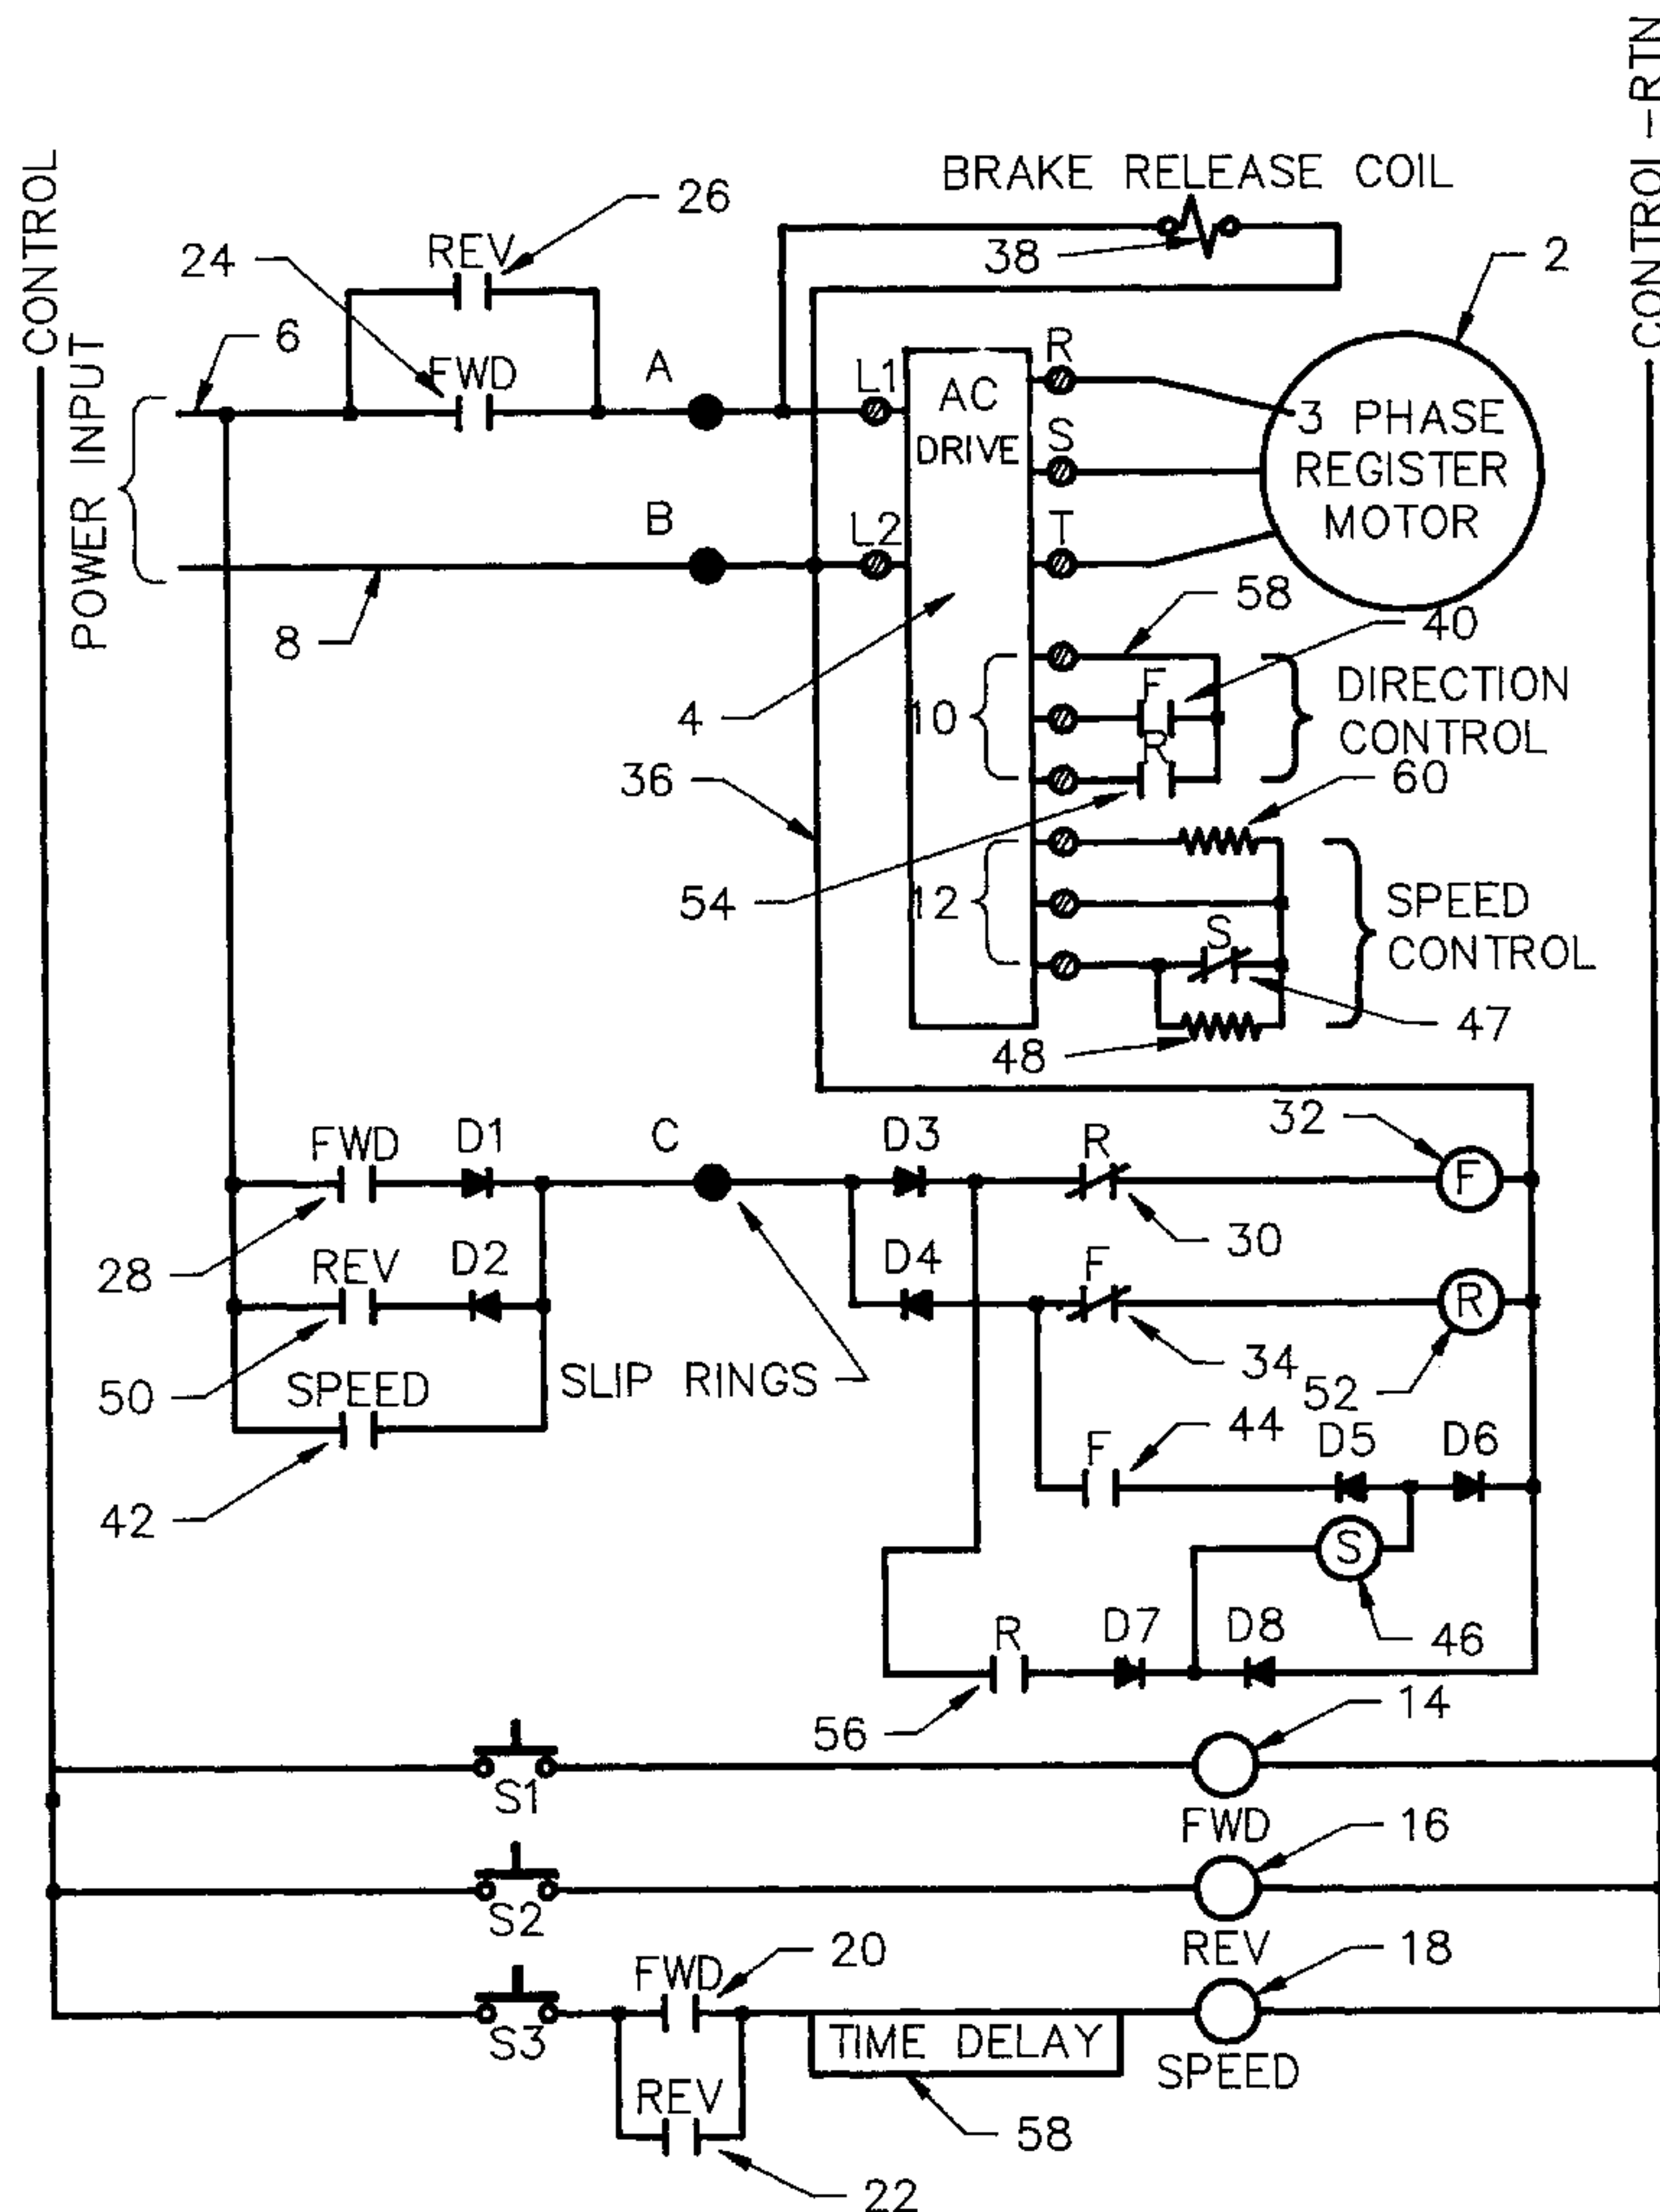 CONTROL -RTN
CONTROL
BRAKE RELEASE COIL
26
REV
24
38
2
6
POWER INPUT
FWD
A
L1
AC
DRIVE
R
3 PHASE
REGISTER
MOTOR
S
B
L2
T
58
8
40
F
DIRECTION
CONTROL
4
10
R
36
60
54
12
SPEED
CONTROL
S
47
48
32
FWD
D1
C
D3
R
F
28
30
REV
D2
D4
F
R
50
SLIP RINGS
34
52
SPEED
44
F
D5
D6
42
S
R
D7
D8
46
56
14
S1
FWD
16
S2
REV
20
18
FWD
S3
TIME DELAY
SPEED
REV
58
22